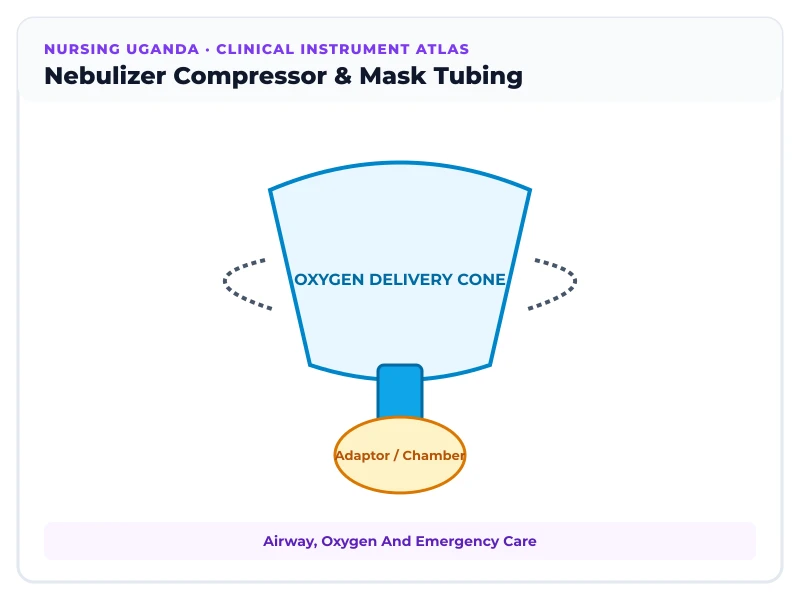 NURSING UGANDA · CLINICAL INSTRUMENT ATLAS
Nebulizer Compressor & Mask Tubing
OXYGEN DELIVERY CONE
Adaptor / Chamber
Airway, Oxygen And Emergency Care